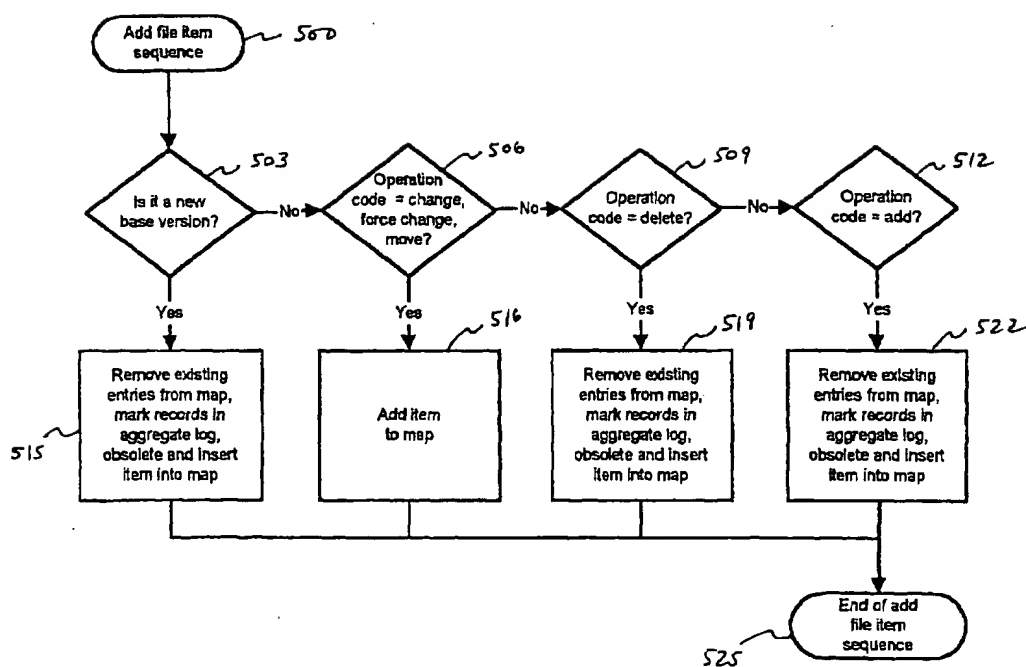 Add file item
sequence
500
503
506
509
512
Is it a new
base version?
No
Operation
code = change,
force change,
move?
No
Operation
code = delete?
No
Operation
code = add?
Yes
Yes
Yes
Yes
516
519
522
Remove existing
entries from map,
mark records in
aggregate log,
obsolete and insert
item into map
515
Add item
to map
Remove existing
entries from map,
mark records in
aggregate log,
obsolete and insert
item into map
Remove existing
entries from map,
mark records in
aggregate log,
obsolete and insert
item into map
End of add
file item
sequence
525